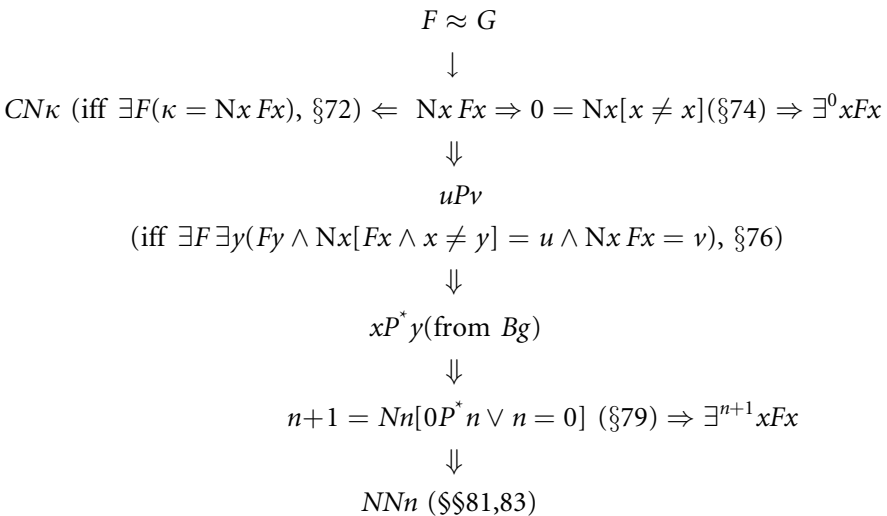 F ≈ G
↓
CNκ (iff ∃F(κ = Nx Fx), §72) ⇐ Nx Fx ⇒ 0 = Nx[x ≠ x](§74) ⇒ ∃⁰xFx
⇓
uPv
(iff ∃F ∃y(Fy ∧ Nx[Fx ∧ x ≠ y] = u ∧ Nx Fx = v), §76)
⇓
xP*y(from Bg)
⇓
n+1 = Nn[0P*n ∨ n = 0] (§79) ⇒ ∃ⁿ⁺¹xFx
⇓
NNn (§§81,83)